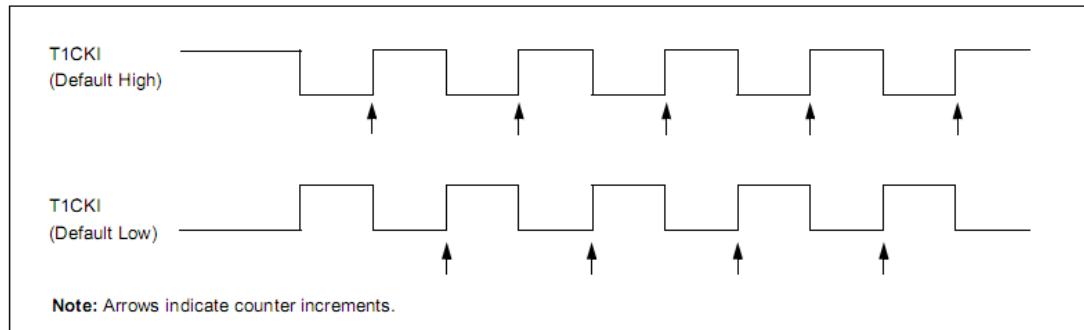 T1CKI
(Default High)
T1CKI
(Default Low)
Note: Arrows indicate counter increments.